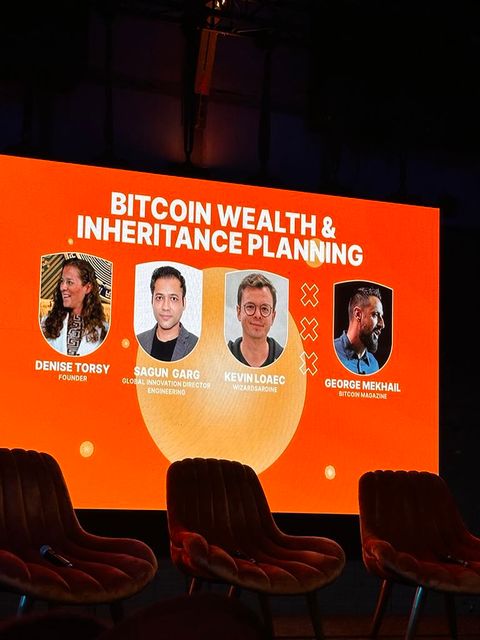 BITCOIN WEALTH &
INHERITANCE PLANNING
DENISE TORSY
FOUNDER
SAGUN GARG
GLOBAL INNOVATION DIRECTOR
ENGINEERING
KEVIN LOAEC
WIZARDSARDINE
GEORGE MEKHAIL
BITCOIN MAGAZINE